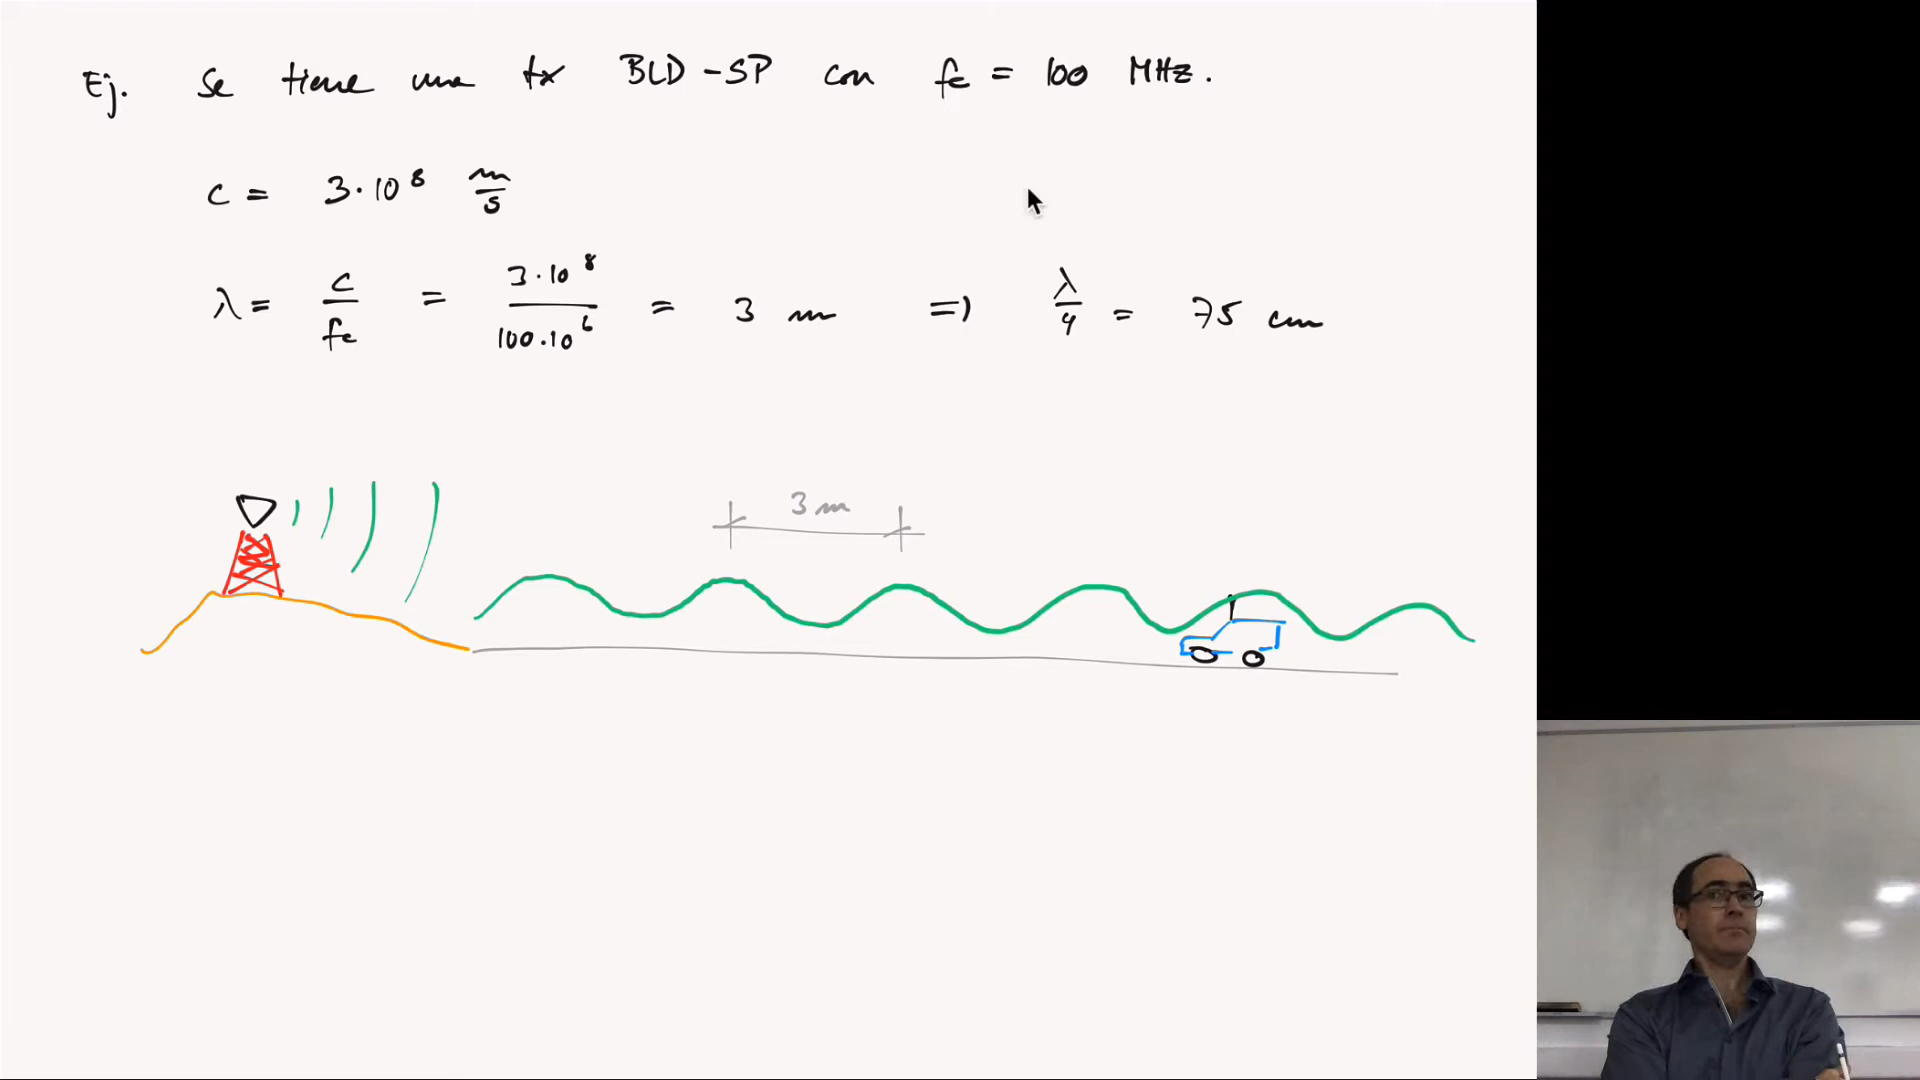 Ej. Se tiene una tx BLD-SP con fc = 100 MHz.
c = 3·10⁸ m/s
λ = c/fc = 3·10⁸/100·10⁶ = 3 m => λ/4 = 75 cm
3 m